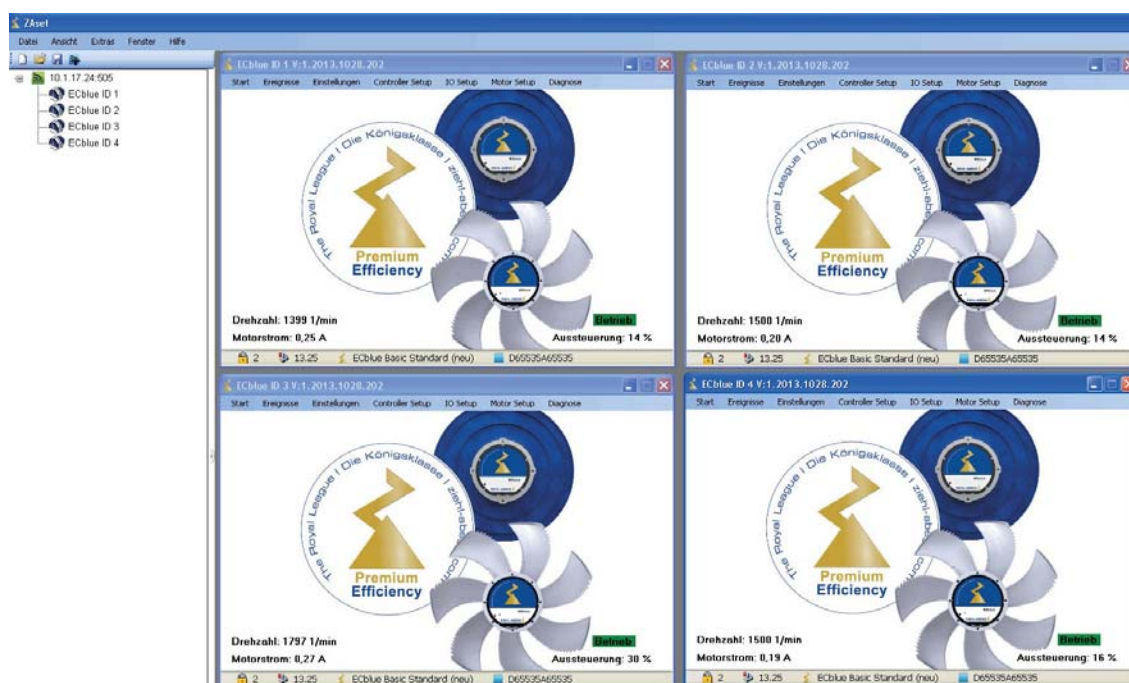 ZAset
Datei Ansicht Extras Fenster Hilfe
10.1.17.24:505
ECblue ID 1
ECblue ID 2
ECblue ID 3
ECblue ID 4
ECblue ID 1 V:1.2013.1028.202
Start Ereignisse Einstellungen Controller Setup IO Setup Motor Setup Diagnose
The Royal League | Die Königsklasse | ziehl-abe com
Premium
Efficiency
Drehzahl: 1399 1/min
Betrieb
Motorstrom: 0,25 A
Aussteuerung: 14 %
2 13.25 ECblue Basic Standard (neu) D65535A65535
ECblue ID 2 V:1.2013.1028.202
Start Ereignisse Einstellungen Controller Setup IO Setup Motor Setup Diagnose
The Royal League | Die Königsklasse | ziehl-abe com
Premium
Efficiency
Drehzahl: 1500 1/min
Betrieb
Motorstrom: 0,20 A
Aussteuerung: 14 %
2 13.25 ECblue Basic Standard (neu) D65535A65535
ECblue ID 3 V:1.2013.1028.202
Start Ereignisse Einstellungen Controller Setup IO Setup Motor Setup Diagnose
The Royal League | Die Königsklasse | ziehl-abe com
Premium
Efficiency
Drehzahl: 1797 1/min
Betrieb
Motorstrom: 0,27 A
Aussteuerung: 30 %
2 13.25 ECblue Basic Standard (neu) D65535A65535
ECblue ID 4 V:1.2013.1028.202
Start Ereignisse Einstellungen Controller Setup IO Setup Motor Setup Diagnose
The Royal League | Die Königsklasse | ziehl-abe com
Premium
Efficiency
Drehzahl: 1500 1/min
Betrieb
Motorstrom: 0,19 A
Aussteuerung: 16 %
2 13.25 ECblue Basic Standard (neu) D65535A65535